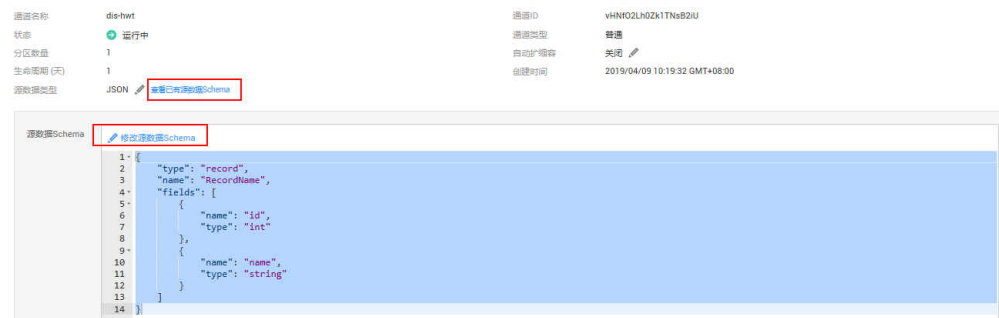 通道名称 dis-hwt 通道ID vHNfO2Lh0Zk1TNsB2iU
状态 运行中 通道类型 普通
分区数量 1 自动扩缩容 关闭
生命周期 (天) 1 创建时间 2019/04/09 10:19:32 GMT+08:00
源数据类型 JSON 查看已有源数据Schema
源数据Schema 修改源数据Schema
1 {
2 "type": "record",
3 "name": "RecordName",
4 "fields": [
5 {
6 "name": "id",
7 "type": "int"
8 },
9 {
10 "name": "name",
11 "type": "string"
12 }
13 ]
14 }